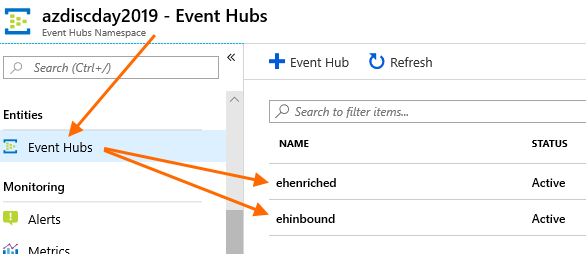 azdiscday2019 - Event Hubs
Event Hubs Namespace
Search (Ctrl+/)
«
Entities
Event Hubs
Monitoring
Alerts
Metrics
+ Event Hub
Refresh
Search to filter items...
NAME STATUS
ehenriched Active
ehinbound Active